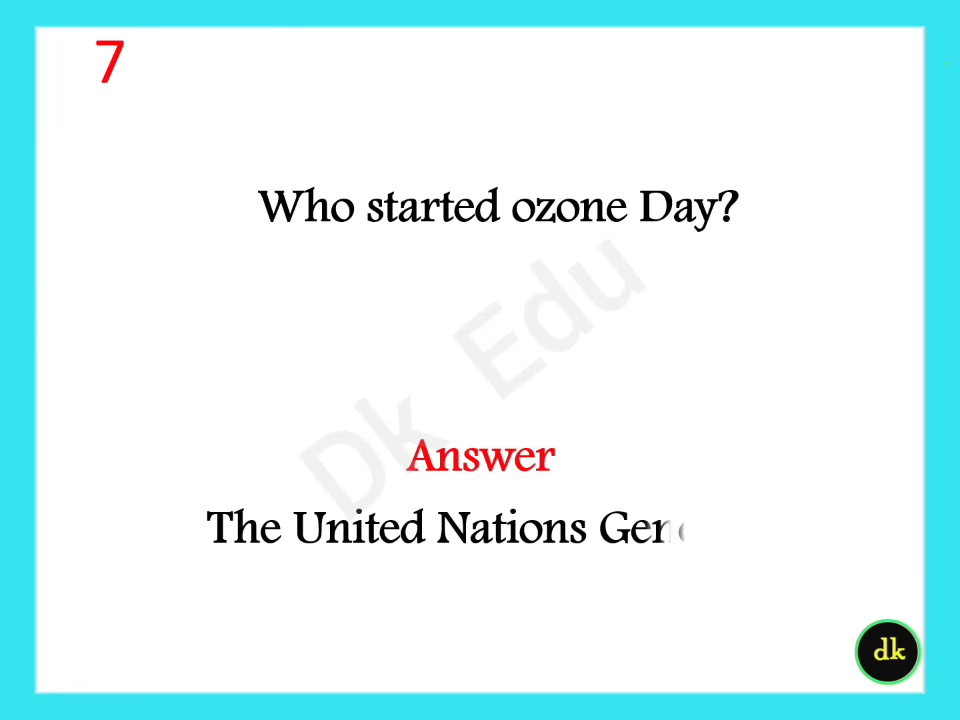 7
Who started ozone Day?
Dk Edu
Answer
The United Nations
dk